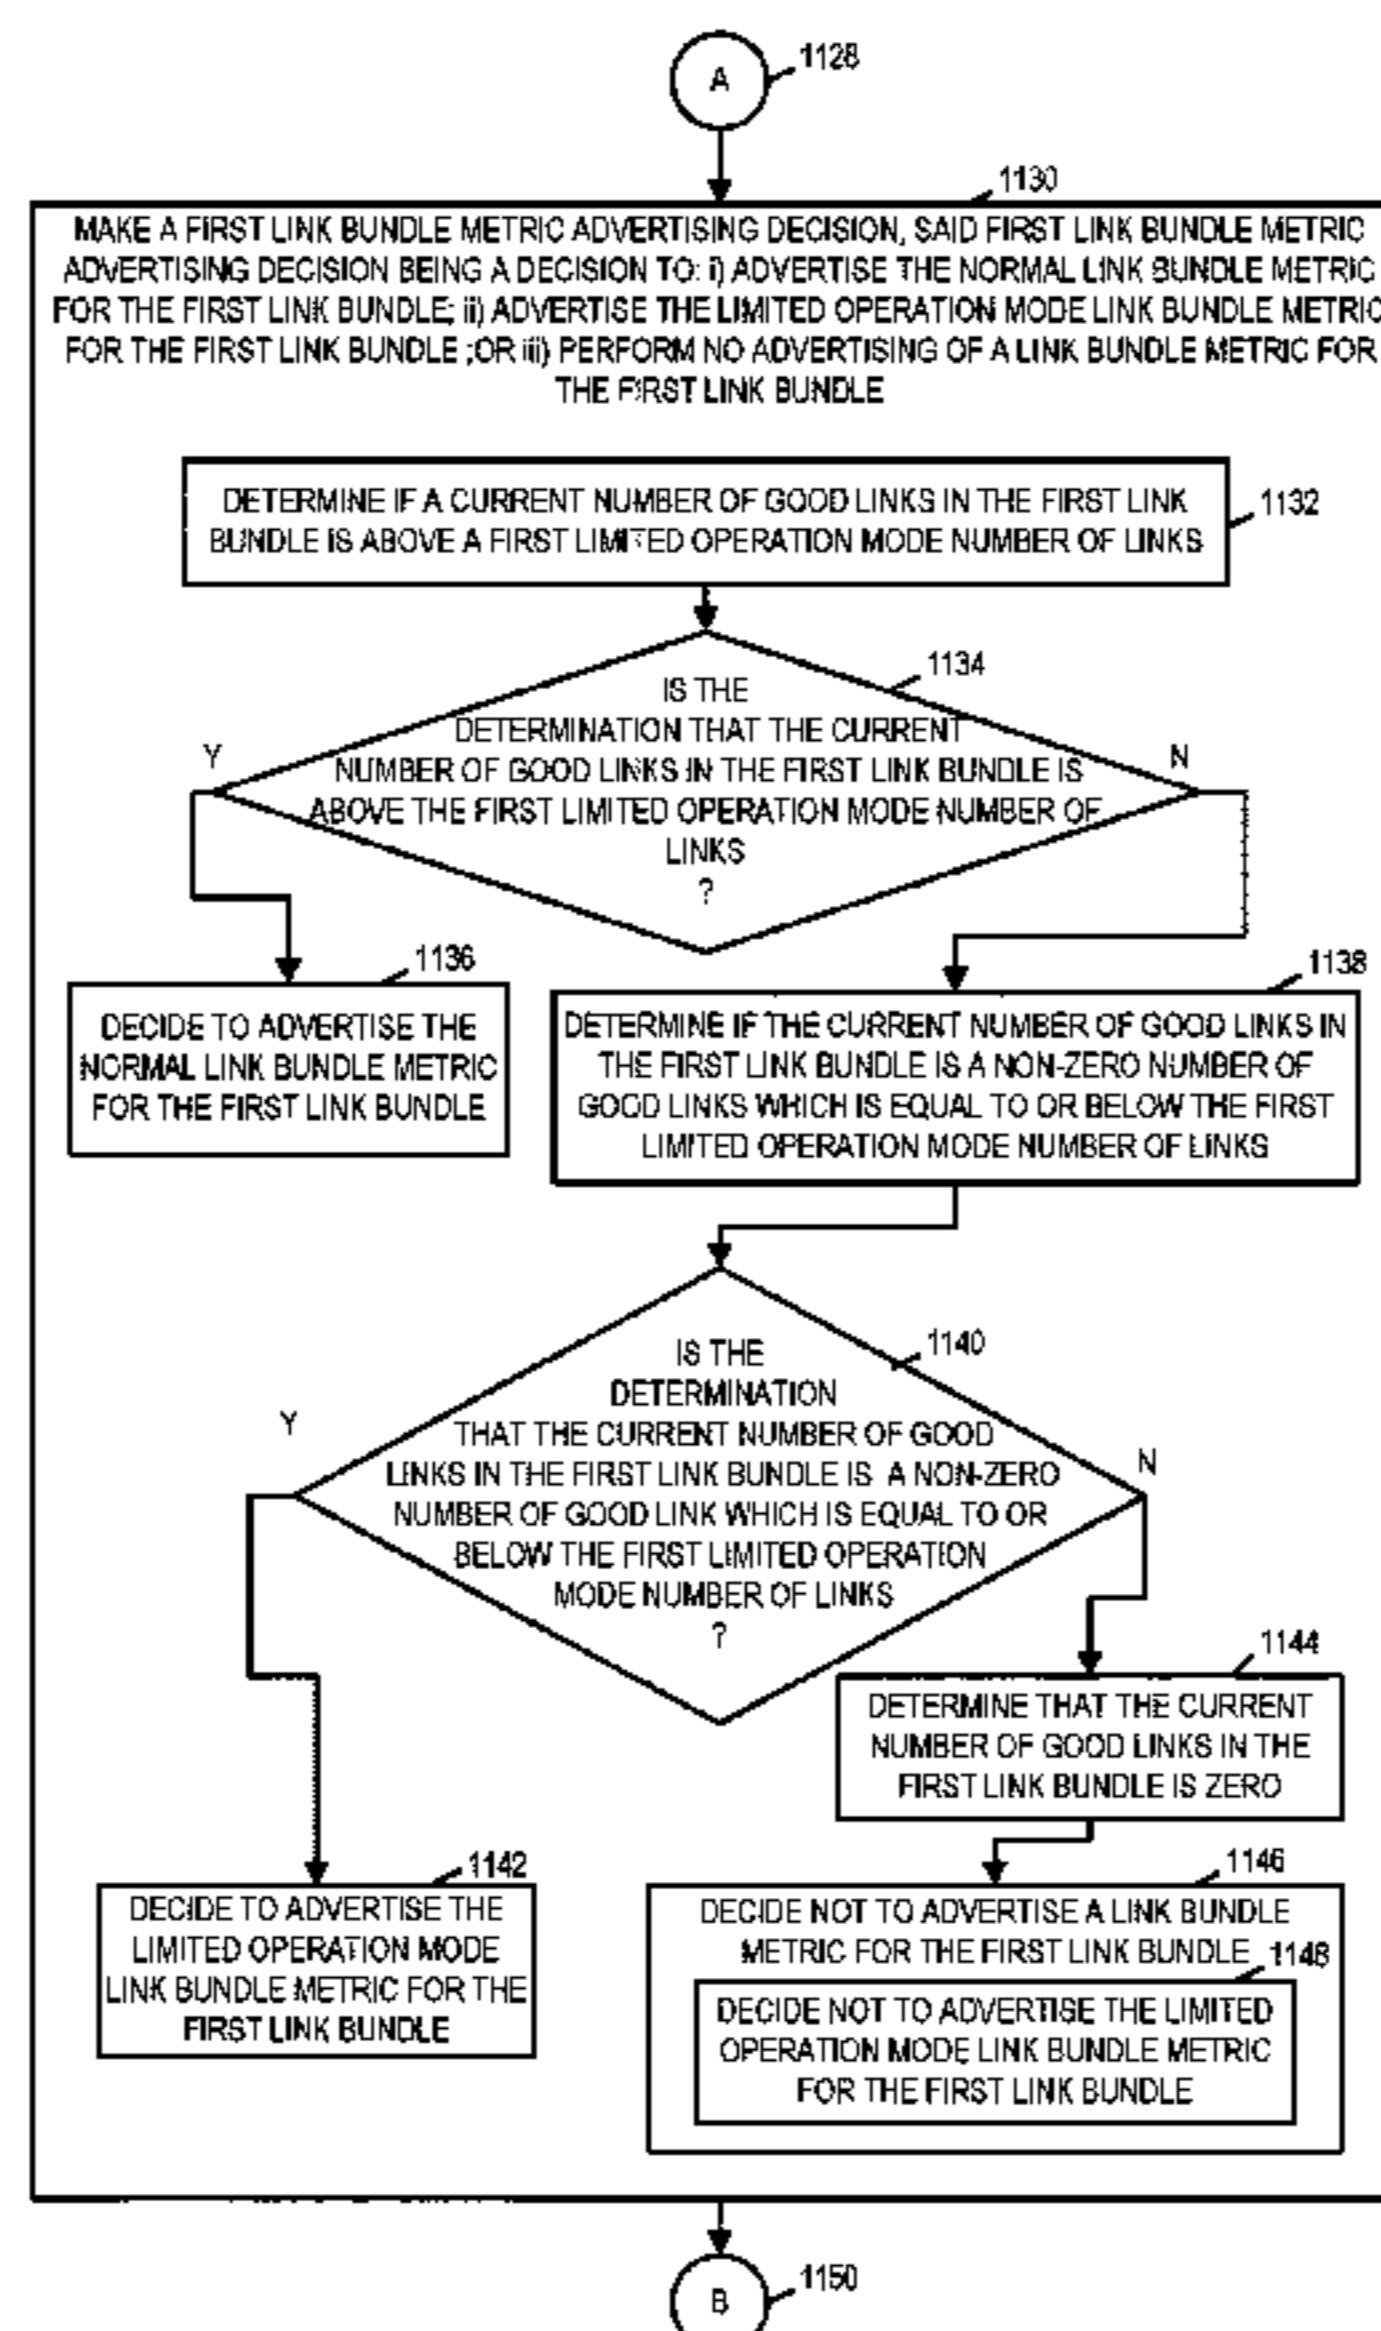 A
1128
1130
MAKE A FIRST LINK BUNDLE METRIC ADVERTISING DECISION, SAID FIRST LINK BUNDLE METRIC
ADVERTISING DECISION BEING A DECISION TO: i) ADVERTISE THE NORMAL LINK BUNDLE METRIC
FOR THE FIRST LINK BUNDLE; ii) ADVERTISE THE LIMITED OPERATION MODE LINK BUNDLE METRIC
FOR THE FIRST LINK BUNDLE ;OR iii) PERFORM NO ADVERTISING OF A LINK BUNDLE METRIC FOR
THE FIRST LINK BUNDLE
DETERMINE IF A CURRENT NUMBER OF GOOD LINKS IN THE FIRST LINK
BUNDLE IS ABOVE A FIRST LIMITED OPERATION MODE NUMBER OF LINKS
1132
1134
IS THE
DETERMINATION THAT THE CURRENT
NUMBER OF GOOD LINKS IN THE FIRST LINK BUNDLE IS
ABOVE THE FIRST LIMITED OPERATION MODE NUMBER OF
LINKS
?
Y
N
1136
DECIDE TO ADVERTISE THE
NORMAL LINK BUNDLE METRIC
FOR THE FIRST LINK BUNDLE
1138
DETERMINE IF THE CURRENT NUMBER OF GOOD LINKS IN
THE FIRST LINK BUNDLE IS A NON-ZERO NUMBER OF
GOOD LINKS WHICH IS EQUAL TO OR BELOW THE FIRST
LIMITED OPERATION MODE NUMBER OF LINKS
1140
IS THE
DETERMINATION
THAT THE CURRENT NUMBER OF GOOD
LINKS IN THE FIRST LINK BUNDLE IS A NON-ZERO
NUMBER OF GOOD LINK WHICH IS EQUAL TO OR
BELOW THE FIRST LIMITED OPERATION
MODE NUMBER OF LINKS
?
Y
N
1144
DETERMINE THAT THE CURRENT
NUMBER OF GOOD LINKS IN THE
FIRST LINK BUNDLE IS ZERO
1142
DECIDE TO ADVERTISE THE
LIMITED OPERATION MODE
LINK BUNDLE METRIC FOR THE
FIRST LINK BUNDLE
1146
DECIDE NOT TO ADVERTISE A LINK BUNDLE
METRIC FOR THE FIRST LINK BUNDLE
1148
DECIDE NOT TO ADVERTISE THE LIMITED
OPERATION MODE LINK BUNDLE METRIC
FOR THE FIRST LINK BUNDLE
B
1150